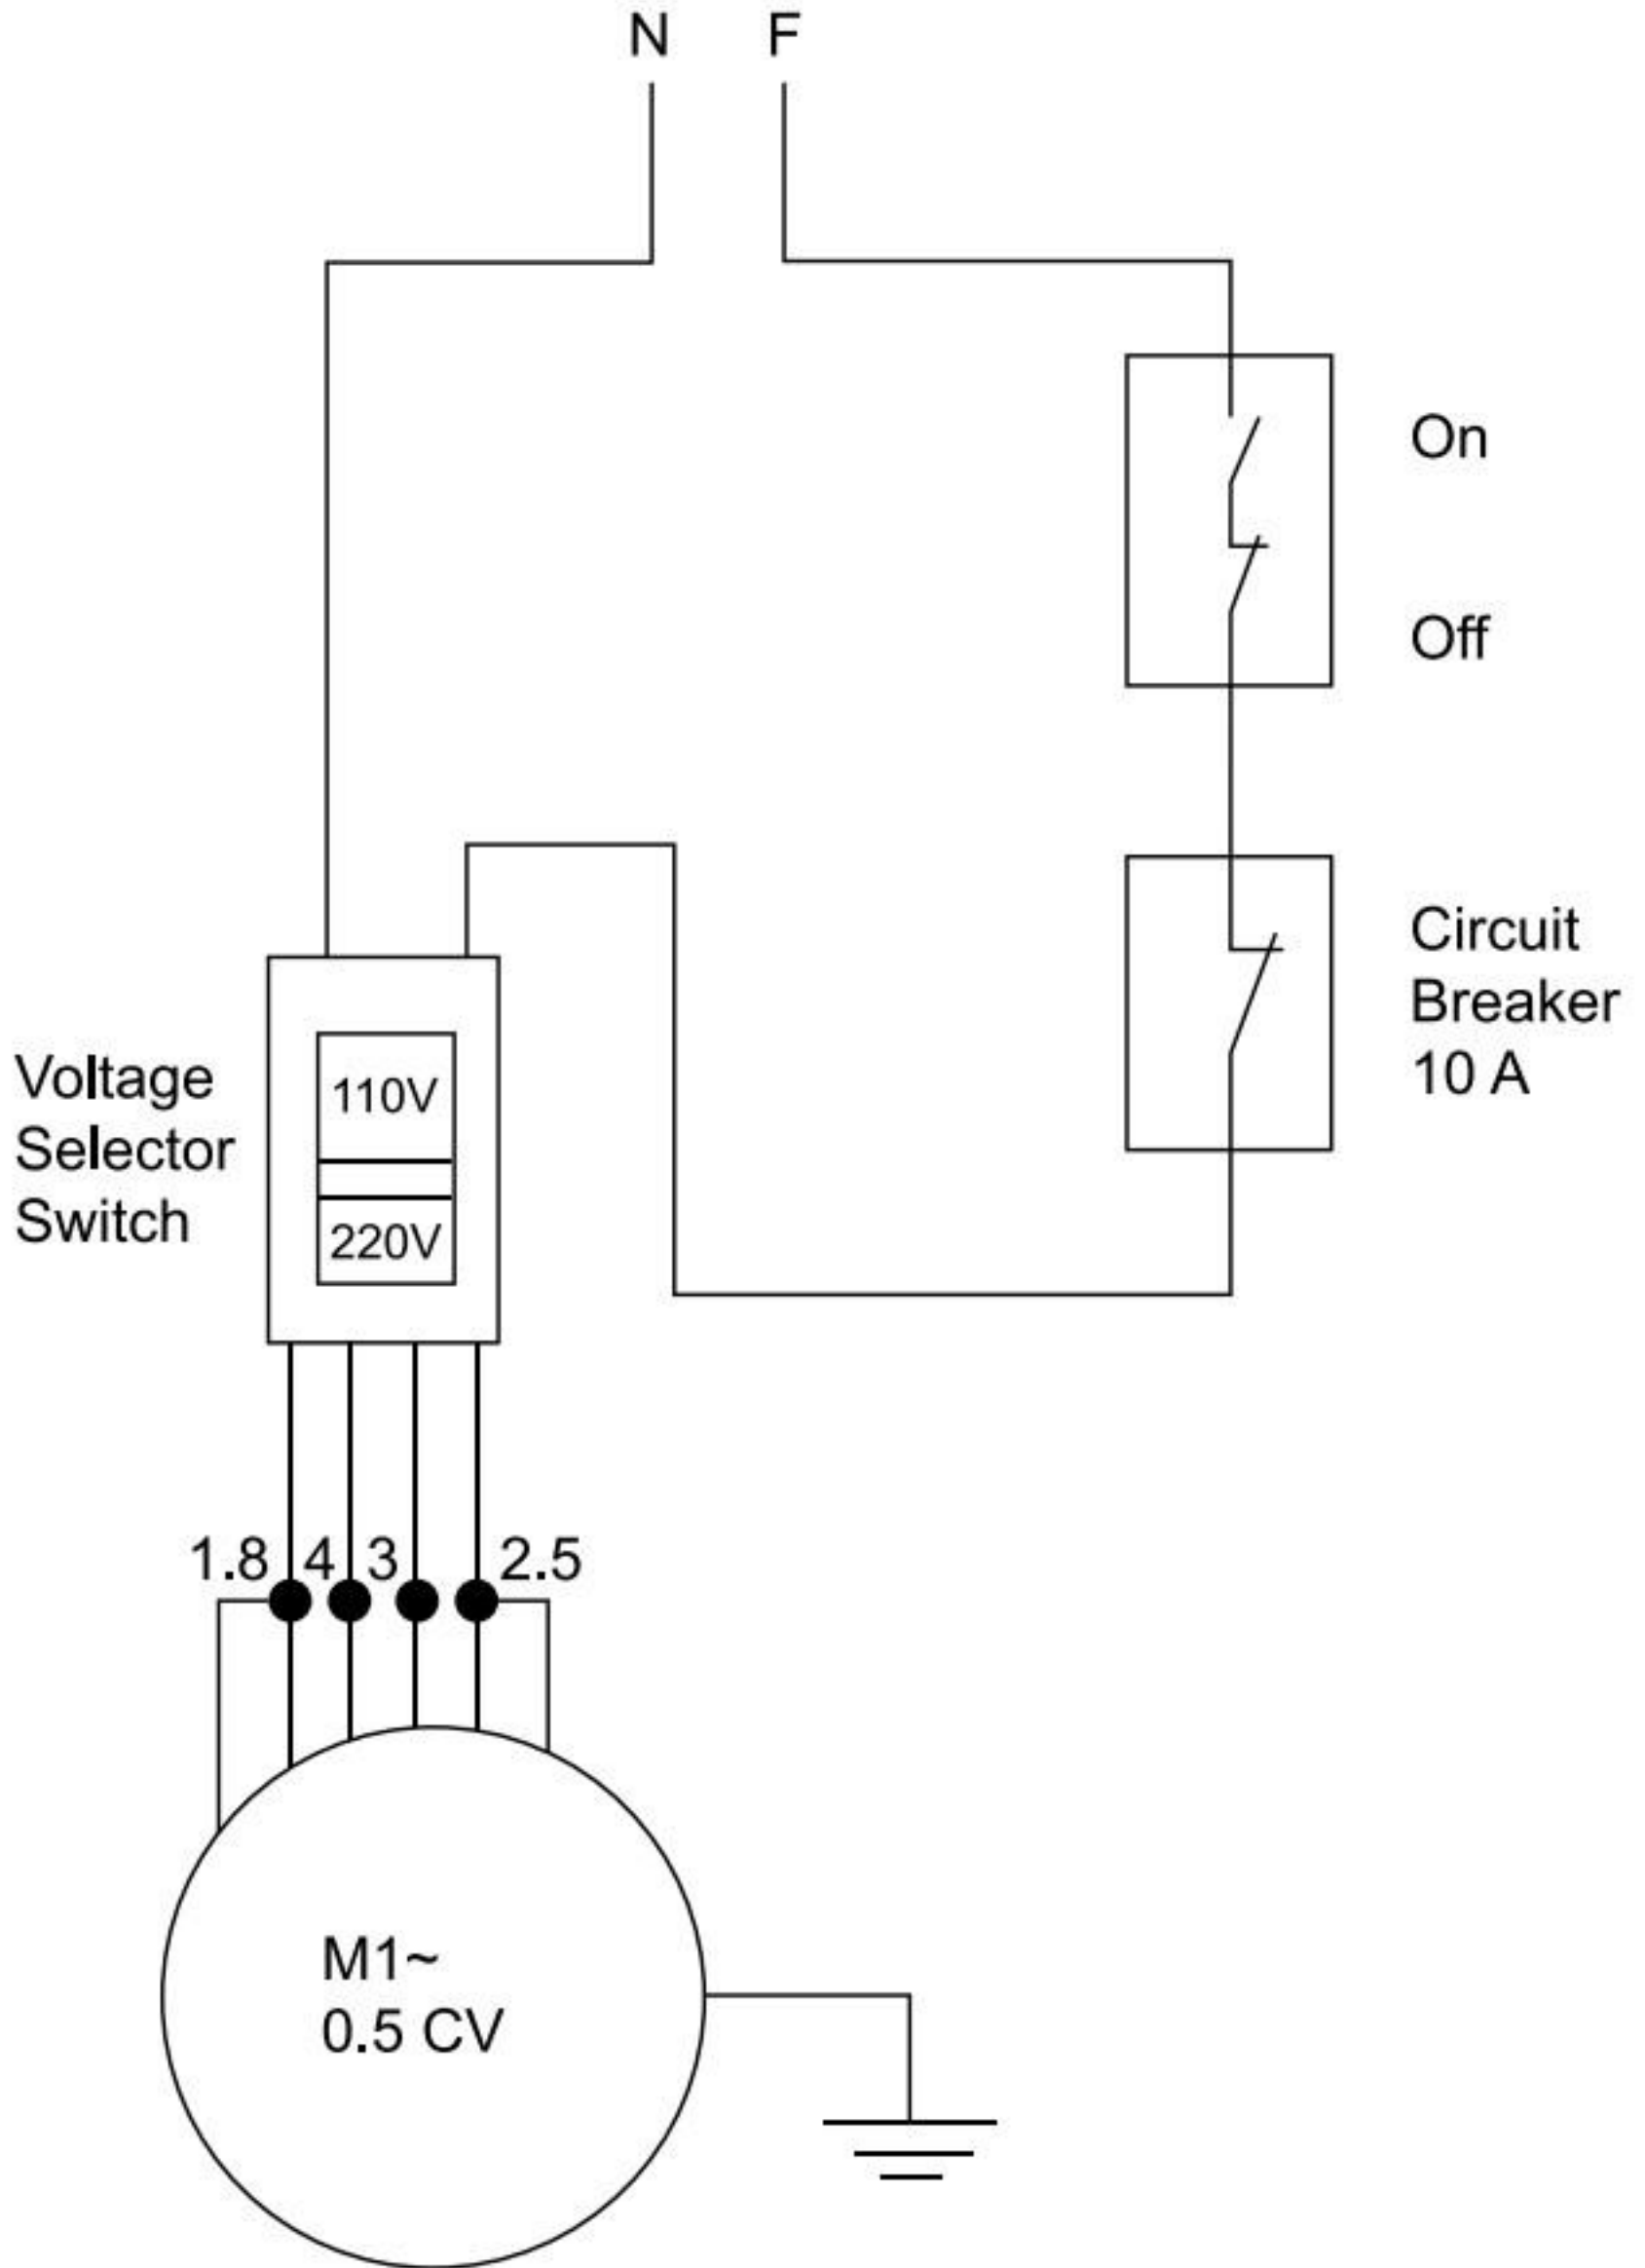 N F
On
Off
Circuit
Breaker
10 A
Voltage
Selector
Switch
110V
220V
1.8 4 3 2.5
M1~
0.5 CV